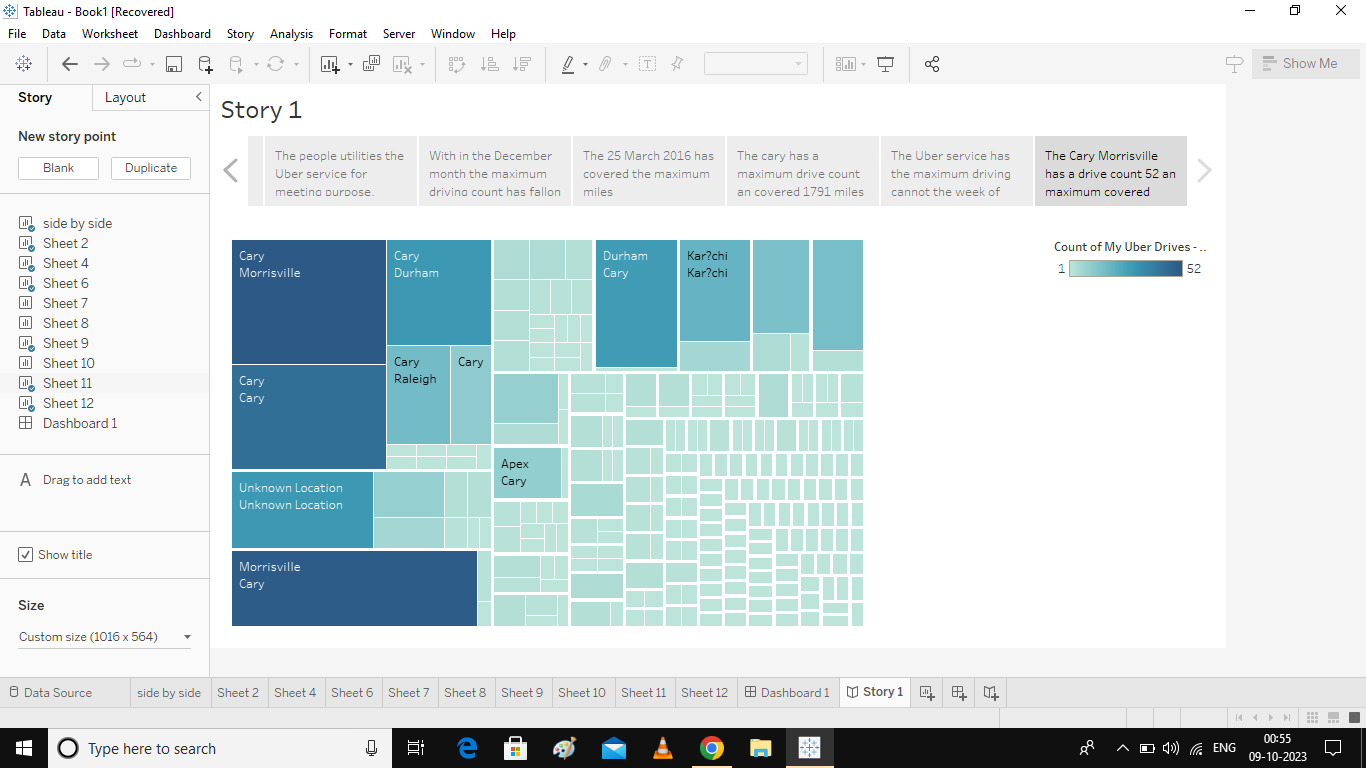 Tableau - Book1 [Recovered]
File Data Worksheet Dashboard Story Analysis Format Server Window Help
Show Me
Story
Layout
New story point
Blank
Duplicate
side by side
Sheet 2
Sheet 4
Sheet 6
Sheet 7
Sheet 8
Sheet 9
Sheet 10
Sheet 11
Sheet 12
Dashboard 1
A Drag to add text
Show title
Size
Custom size (1016 x 564)
Story 1
The people utilities the
Uber service for
meeting purpose.
With in the December
month the maximum
driving count has fallon
The 25 March 2016 has
covered the maximum
miles
The cary has a
maximum drive count
an covered 1791 miles
The Uber service has
the maximum driving
cannot the week of
The Cary Morrisville
has a drive count 52 an
maximum covered
Cary
Morrisville
Cary
Durham
Durham
Cary
Kar?chi
Kar?chi
Cary
Cary
Cary
Raleigh
Cary
Apex
Cary
Unknown Location
Unknown Location
Morrisville
Cary
Count of My Uber Drives - ..
1 52
Data Source side by side Sheet 2 Sheet 4 Sheet 6 Sheet 7 Sheet 8 Sheet 9 Sheet 10 Sheet 11 Sheet 12 Dashboard 1 Story 1
Type here to search
ENG
00:55
09-10-2023